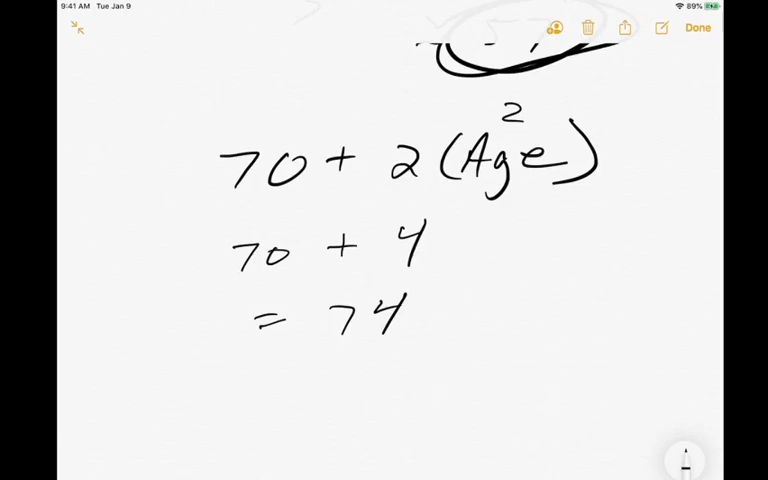 9:41 AM Tue Jan 9 89%
Done
2
70 + 2 (Age)
70 + 4
= 74